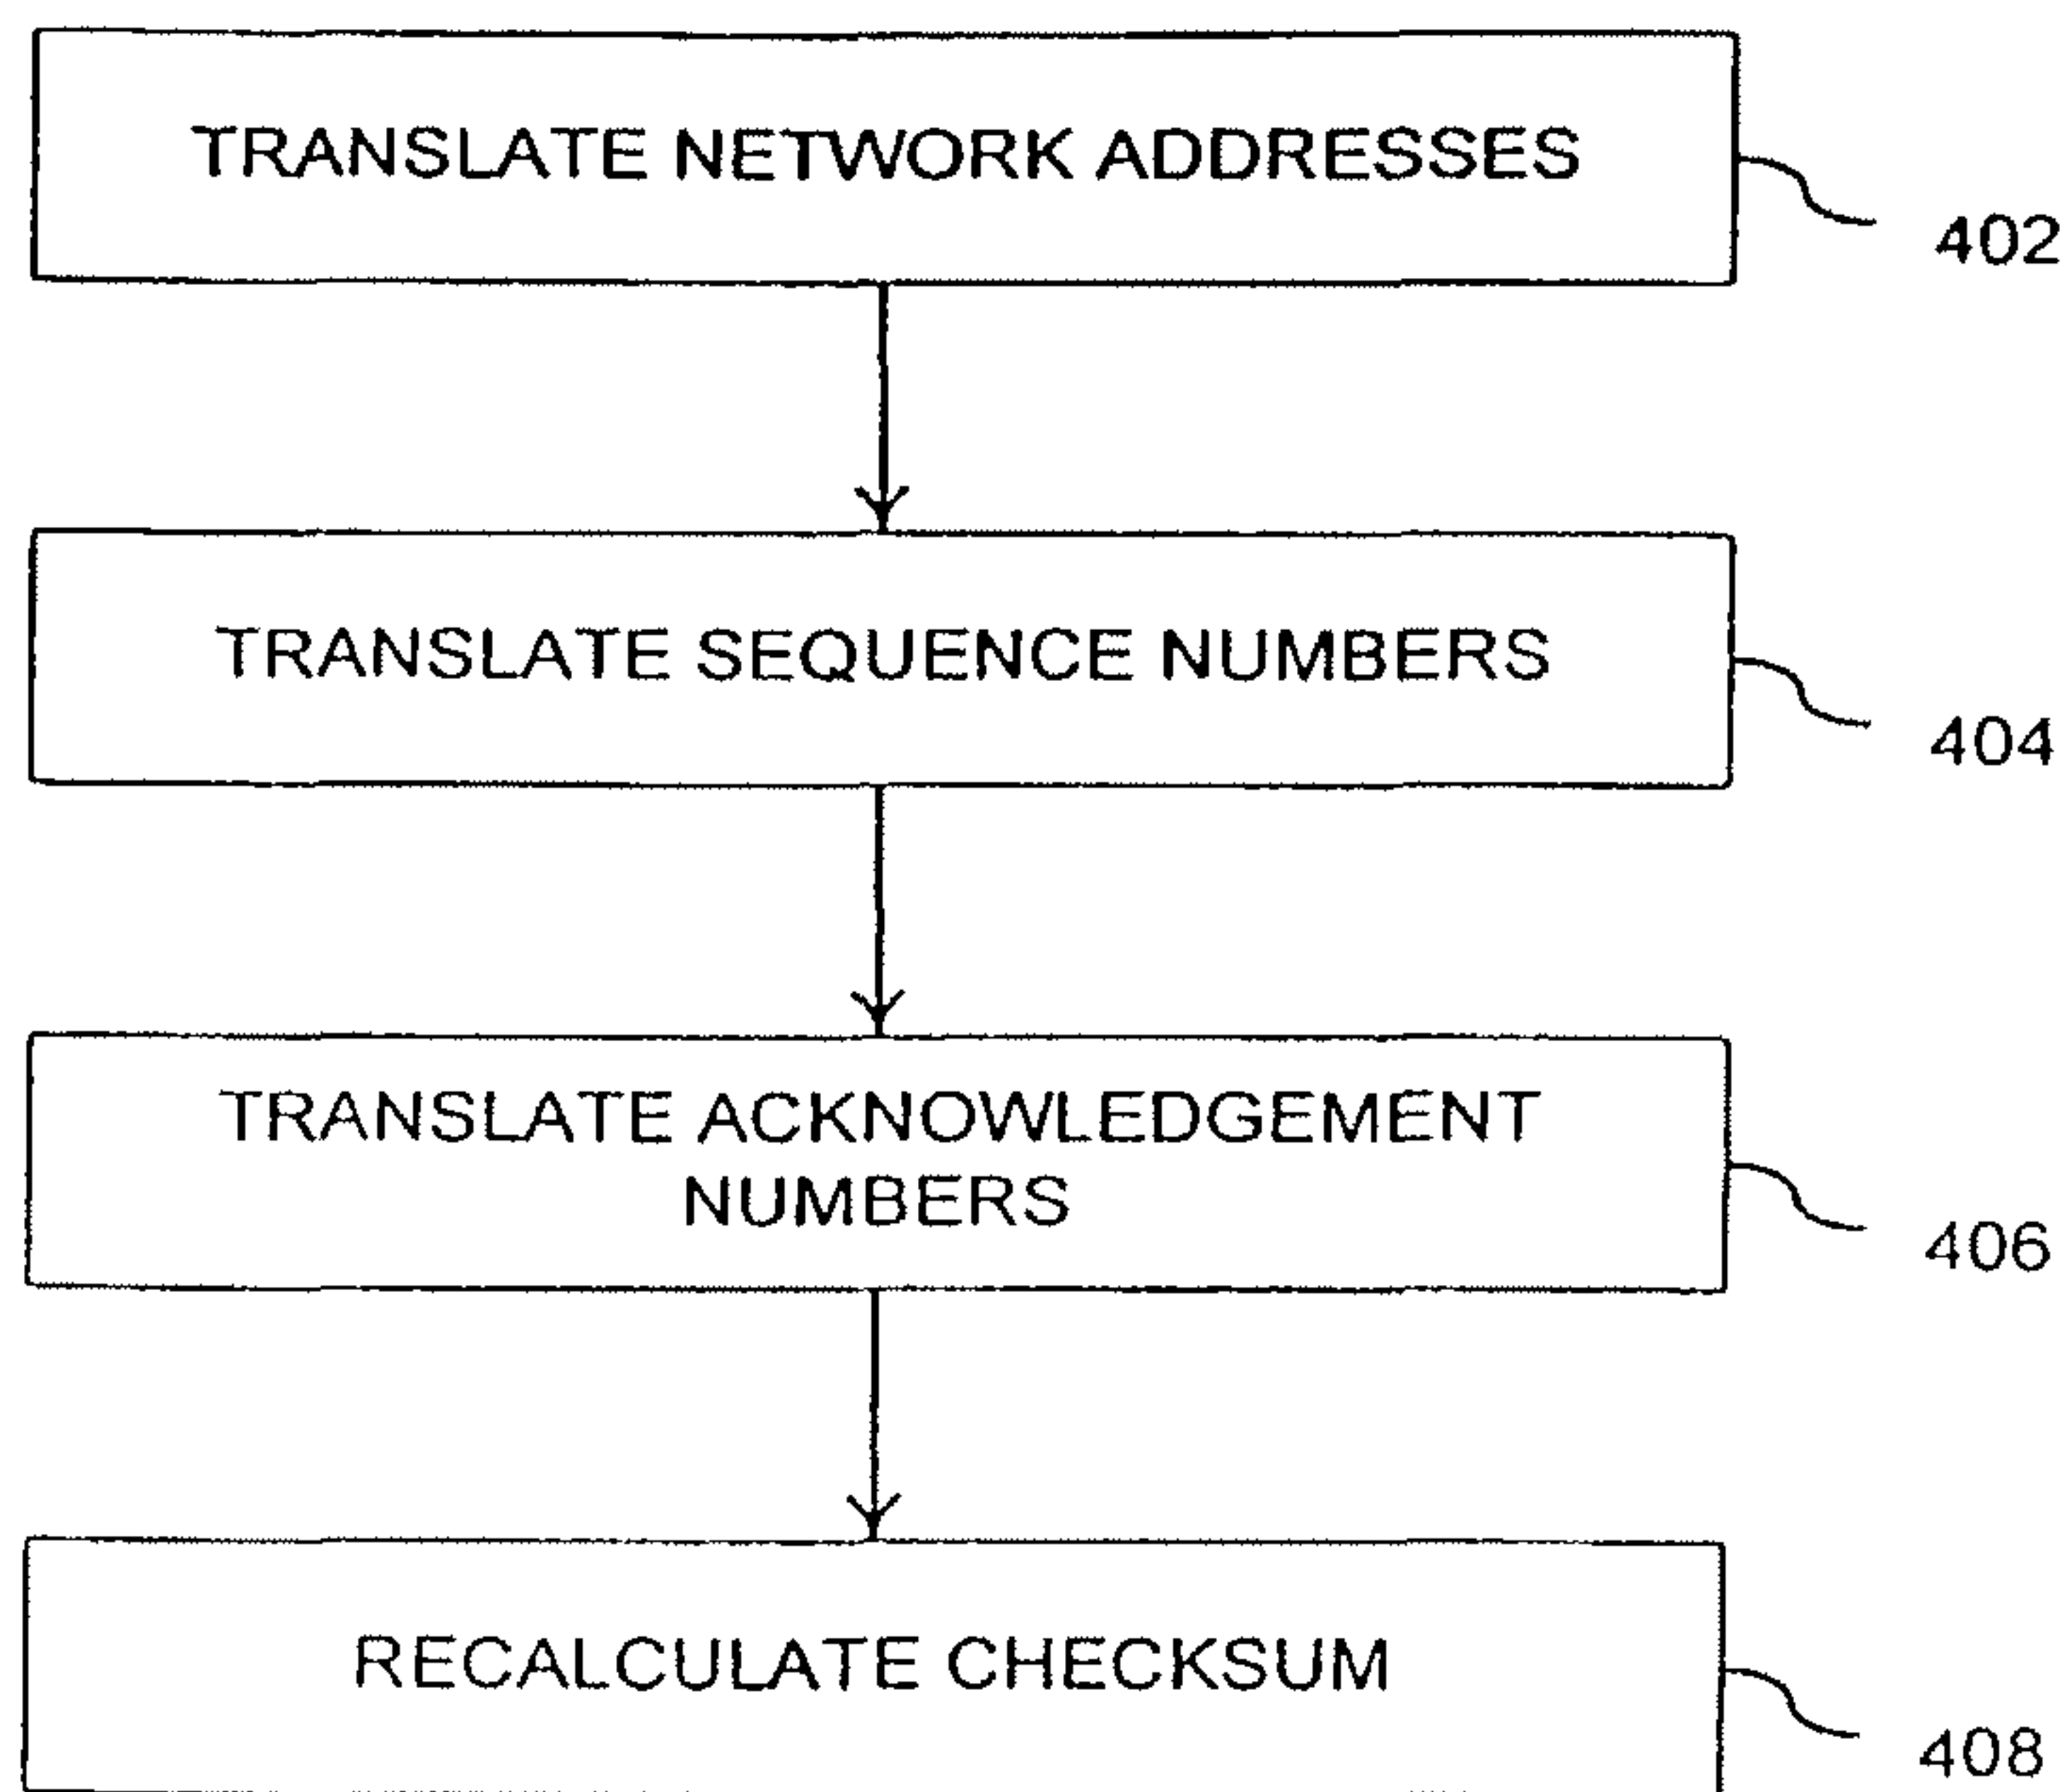 TRANSLATE NETWORK ADDRESSES
402
TRANSLATE SEQUENCE NUMBERS
404
TRANSLATE ACKNOWLEDGEMENT
NUMBERS
406
RECALCULATE CHECKSUM
408